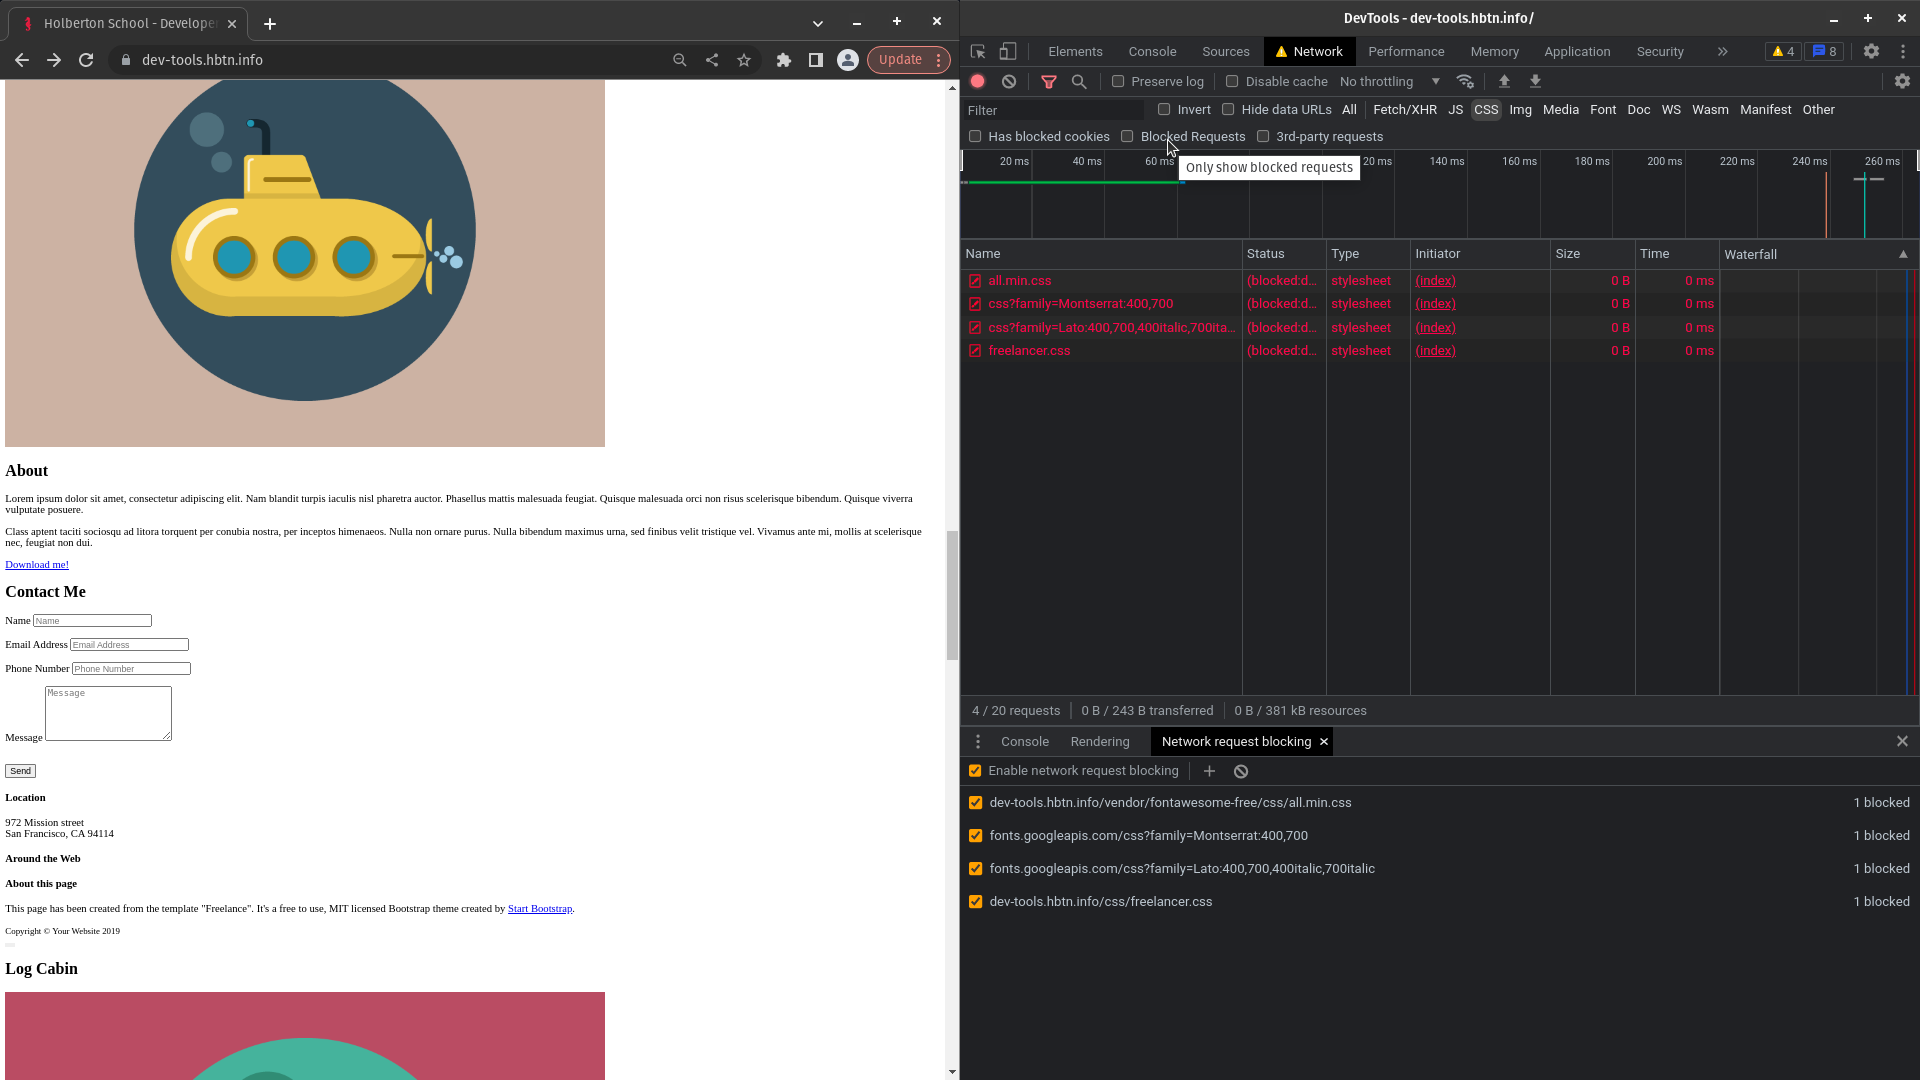 Holberton School - Develope
dev-tools.hbtn.info
Update
About
Lorem ipsum dolor sit amet, consectetur adipiscing elit. Nam blandit turpis iaculis nisl pharetra auctor. Phasellus mattis malesuada feugiat. Quisque malesuada orci non risus scelerisque bibendum. Quisque viverra
vulputate posuere.
Class aptent taciti sociosqu ad litora torquent per conubia nostra, per inceptos himenaeos. Nulla non ornare purus. Nulla bibendum maximus urna, sed finibus velit tristique vel. Vivamus ante mi, mollis at scelerisque
nec, feugiat non dui.
Download me!
Contact Me
Name Name
Email Address Email Address
Phone Number Phone Number
Message
Message
Send
Location
972 Mission street
San Francisco, CA 94114
Around the Web
About this page
This page has been created from the template "Freelance". It's a free to use, MIT licensed Bootstrap theme created by Start Bootstrap.
Copyright © Your Website 2019
Log Cabin
DevTools - dev-tools.hbtn.info/
Elements Console Sources Network Performance Memory Application Security » 4 8
Preserve log Disable cache No throttling
Filter Invert Hide data URLs All Fetch/XHR JS CSS Img Media Font Doc WS Wasm Manifest Other
Has blocked cookies Blocked Requests 3rd-party requests
20 ms 40 ms 60 ms 20 ms 140 ms 160 ms 180 ms 200 ms 220 ms 240 ms 260 ms
Only show blocked requests
Name Status Type Initiator Size Time Waterfall
all.min.css (blocked:d... stylesheet (index) 0 B 0 ms
css?family=Montserrat:400,700 (blocked:d... stylesheet (index) 0 B 0 ms
css?family=Lato:400,700,400italic,700ita... (blocked:d... stylesheet (index) 0 B 0 ms
freelancer.css (blocked:d... stylesheet (index) 0 B 0 ms
4 / 20 requests 0 B / 243 B transferred 0 B / 381 kB resources
Console Rendering Network request blocking
Enable network request blocking
dev-tools.hbtn.info/vendor/fontawesome-free/css/all.min.css 1 blocked
fonts.googleapis.com/css?family=Montserrat:400,700 1 blocked
fonts.googleapis.com/css?family=Lato:400,700,400italic,700italic 1 blocked
dev-tools.hbtn.info/css/freelancer.css 1 blocked